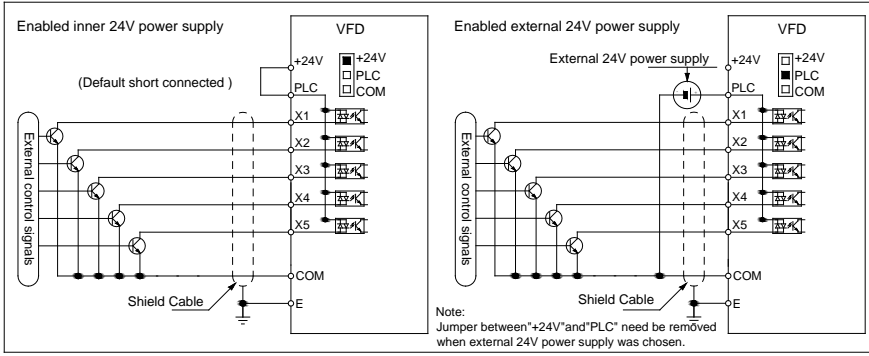 Enabled inner 24V power supply
VFD
+24V
+24V
PLC
COM
(Default short connected )
PLC
X1
X2
X3
X4
X5
External control signals
COM
Shield Cable
E
Enabled external 24V power supply
VFD
External 24V power supply
+24V
+24V
PLC
COM
PLC
X1
X2
X3
X4
X5
External control signals
COM
Shield Cable
E
Note:
Jumper between"+24V"and"PLC" need be removed
when external 24V power supply was chosen.